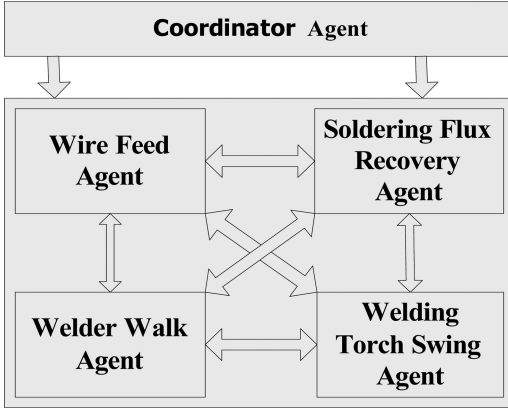 Coordinator Agent
Wire Feed
Agent
Soldering Flux
Recovery
Agent
Welder Walk
Agent
Welding
Torch Swing
Agent